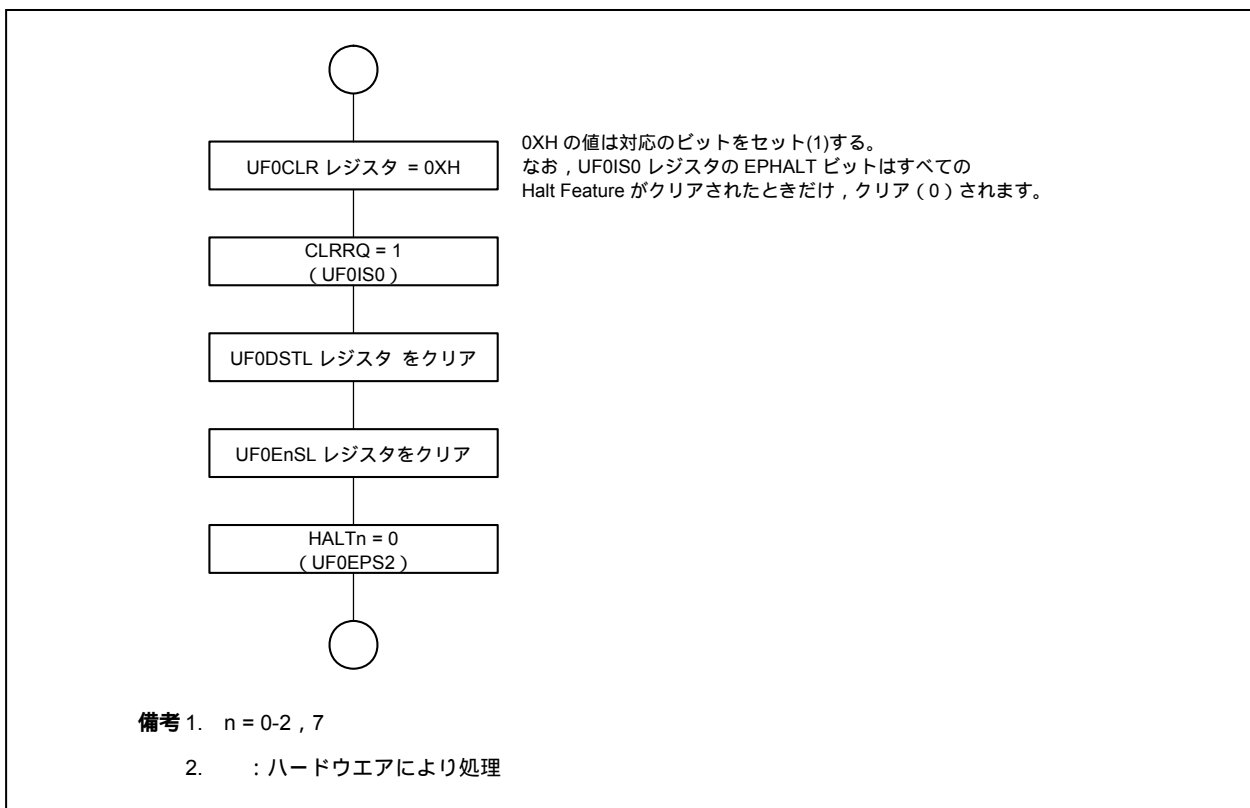 UF0CLR レジスタ = 0XH
0XH の値は対応のビットをセット(1)する。
なお，UF0IS0 レジスタの EPHALT ビットはすべての
Halt Feature がクリアされたときだけ，クリア（0）されます。
CLRRQ = 1
（UF0IS0）
UF0DSTL レジスタ をクリア
UF0EnSL レジスタをクリア
HALTn = 0
（UF0EPS2）
備考 1. n = 0-2，7
2. ：ハードウエアにより処理